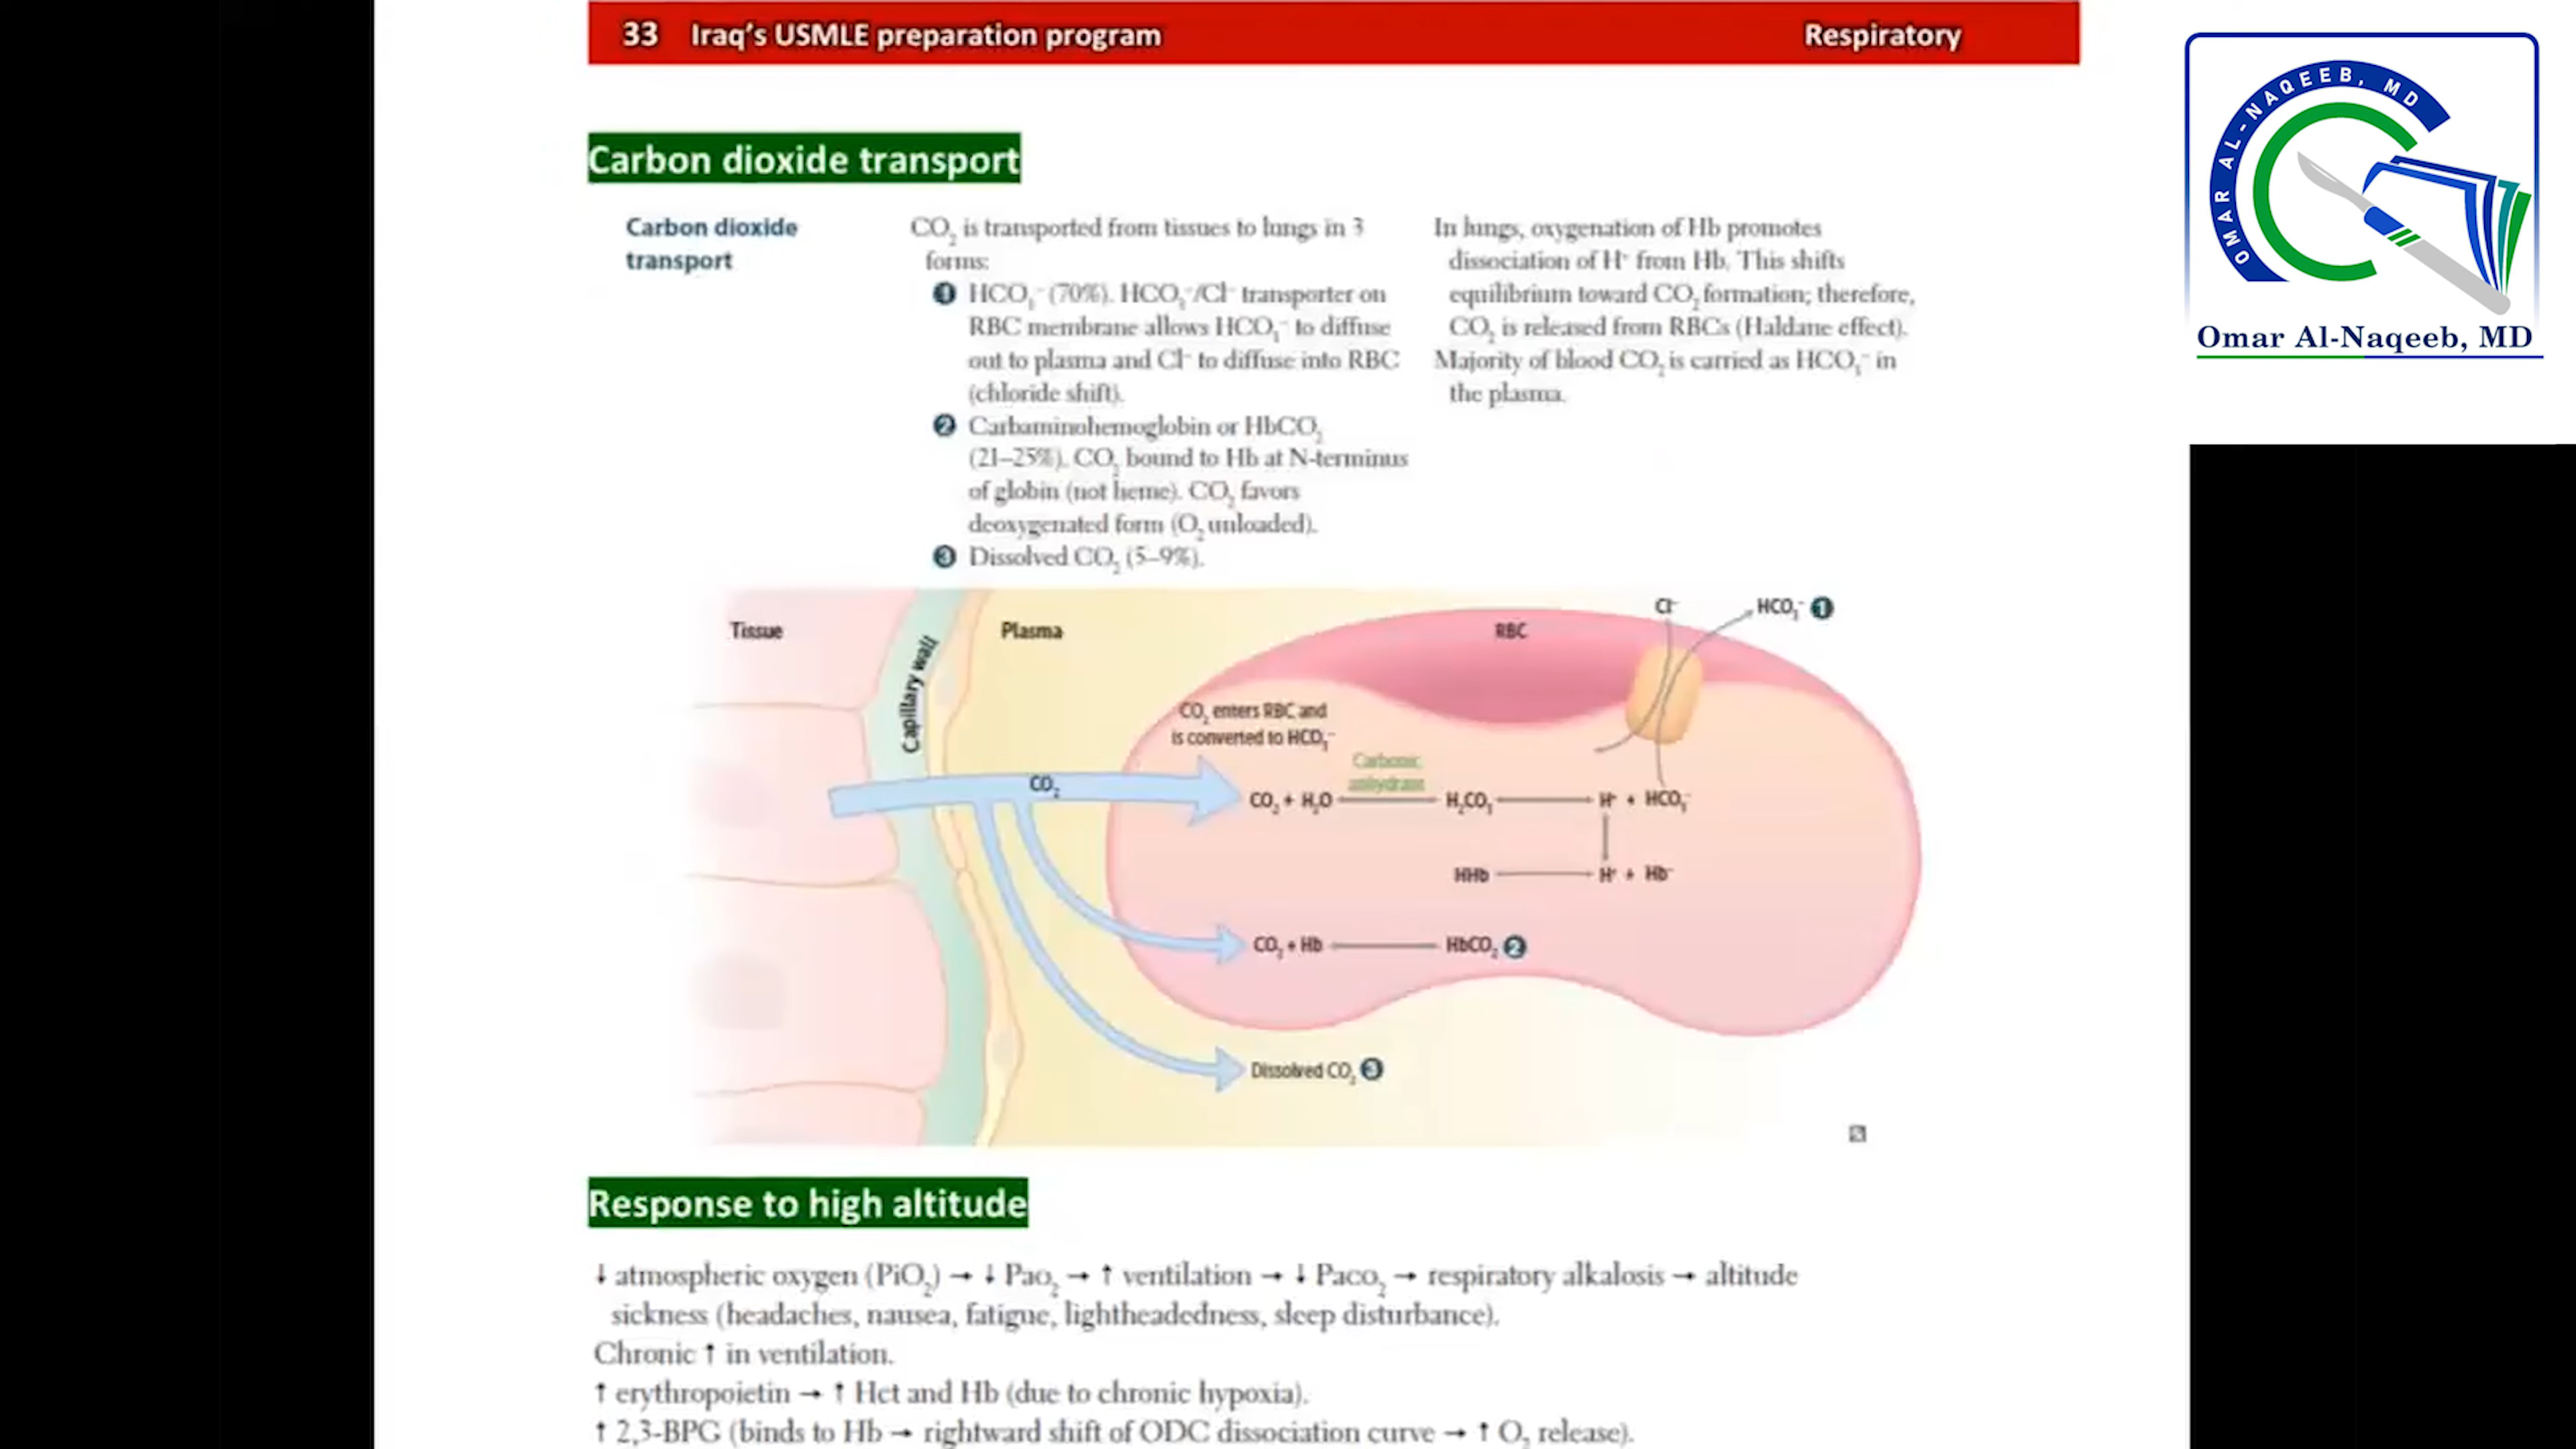 33 Iraq's USMLE preparation program Respiratory
OMAR AL-NAQEEB, MD
Omar Al-Naqeeb, MD
Carbon dioxide transport
Carbon dioxide
transport
CO₂ is transported from tissues to lungs in 3
forms:
❶ HCO₃⁻ (70%). HCO₃⁻/Cl⁻ transporter on
RBC membrane allows HCO₃⁻ to diffuse
out to plasma and Cl⁻ to diffuse into RBC
(chloride shift).
❷ Carbaminohemoglobin or HbCO₂
(21–25%). CO₂ bound to Hb at N-terminus
of globin (not heme). CO₂ favors
deoxygenated form (O₂ unloaded).
❸ Dissolved CO₂ (5–9%).
In lungs, oxygenation of Hb promotes
dissociation of H⁺ from Hb. This shifts
equilibrium toward CO₂ formation; therefore,
CO₂ is released from RBCs (Haldane effect).
Majority of blood CO₂ is carried as HCO₃⁻ in
the plasma.
Tissue
Capillary wall
Plasma
RBC
Cl⁻
HCO₃⁻ ❶
CO₂ enters RBC and
is converted to HCO₃⁻
Carbonic
CO₂
CO₂ + H₂O
H₂CO₃
H⁺ + HCO₃⁻
HHb
H⁺ + Hb⁻
CO₂ + Hb
HbCO₂ ❷
Dissolved CO₂ ❸
Response to high altitude
↓ atmospheric oxygen (PiO₂) → ↓ Pao₂ → ↑ ventilation → ↓ Paco₂ → respiratory alkalosis → altitude
sickness (headaches, nausea, fatigue, lightheadedness, sleep disturbance).
Chronic ↑ in ventilation.
↑ erythropoietin → ↑ Hct and Hb (due to chronic hypoxia).
↑ 2,3-BPG (binds to Hb → rightward shift of ODC dissociation curve → ↑ O₂ release).